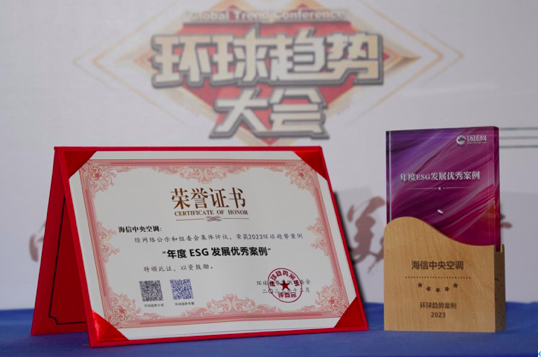 Global Trend Conference
环球趋势
大会
荣誉证书
CERTIFICATE OF HONOR
海信中央空调:
经网络公示和组委会集体评议，荣获2023环球趋势案例
“年度 ESG 发展优秀案例”
特颁此证，以资鼓励。
环球网
年度ESG发展优秀案例
海信中央空调
环球趋势案例
2023